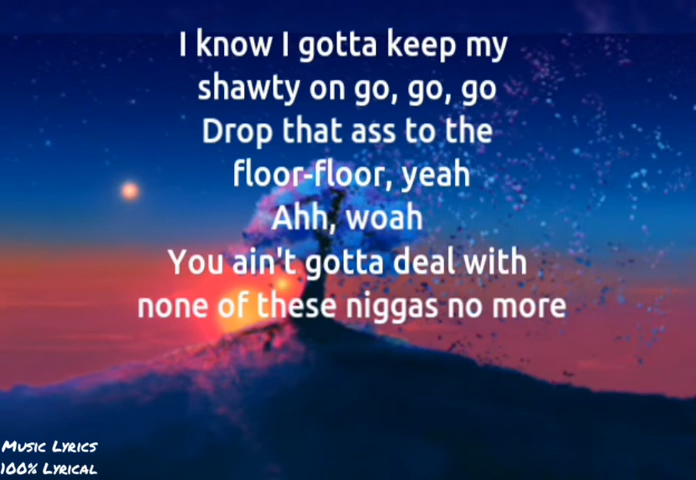 I know I gotta keep my
shawty on go, go, go
Drop that ass to the
floor-floor, yeah
Ahh, woah
You ain't gotta deal with
none of these niggas no more
Music Lyrics
100% Lyrical